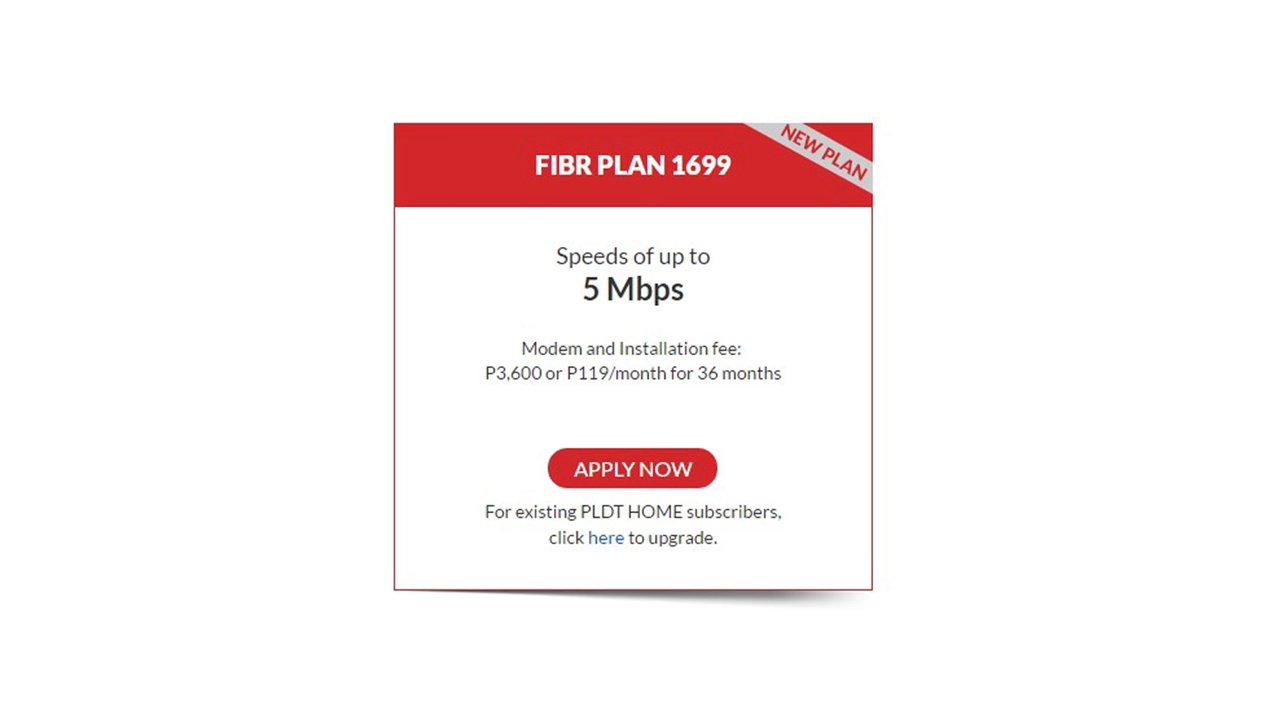 FIBR PLAN 1699
NEW PLAN
Speeds of up to
5 Mbps
Modem and Installation fee:
P3,600 or P119/month for 36 months
APPLY NOW
For existing PLDT HOME subscribers,
click here to upgrade.